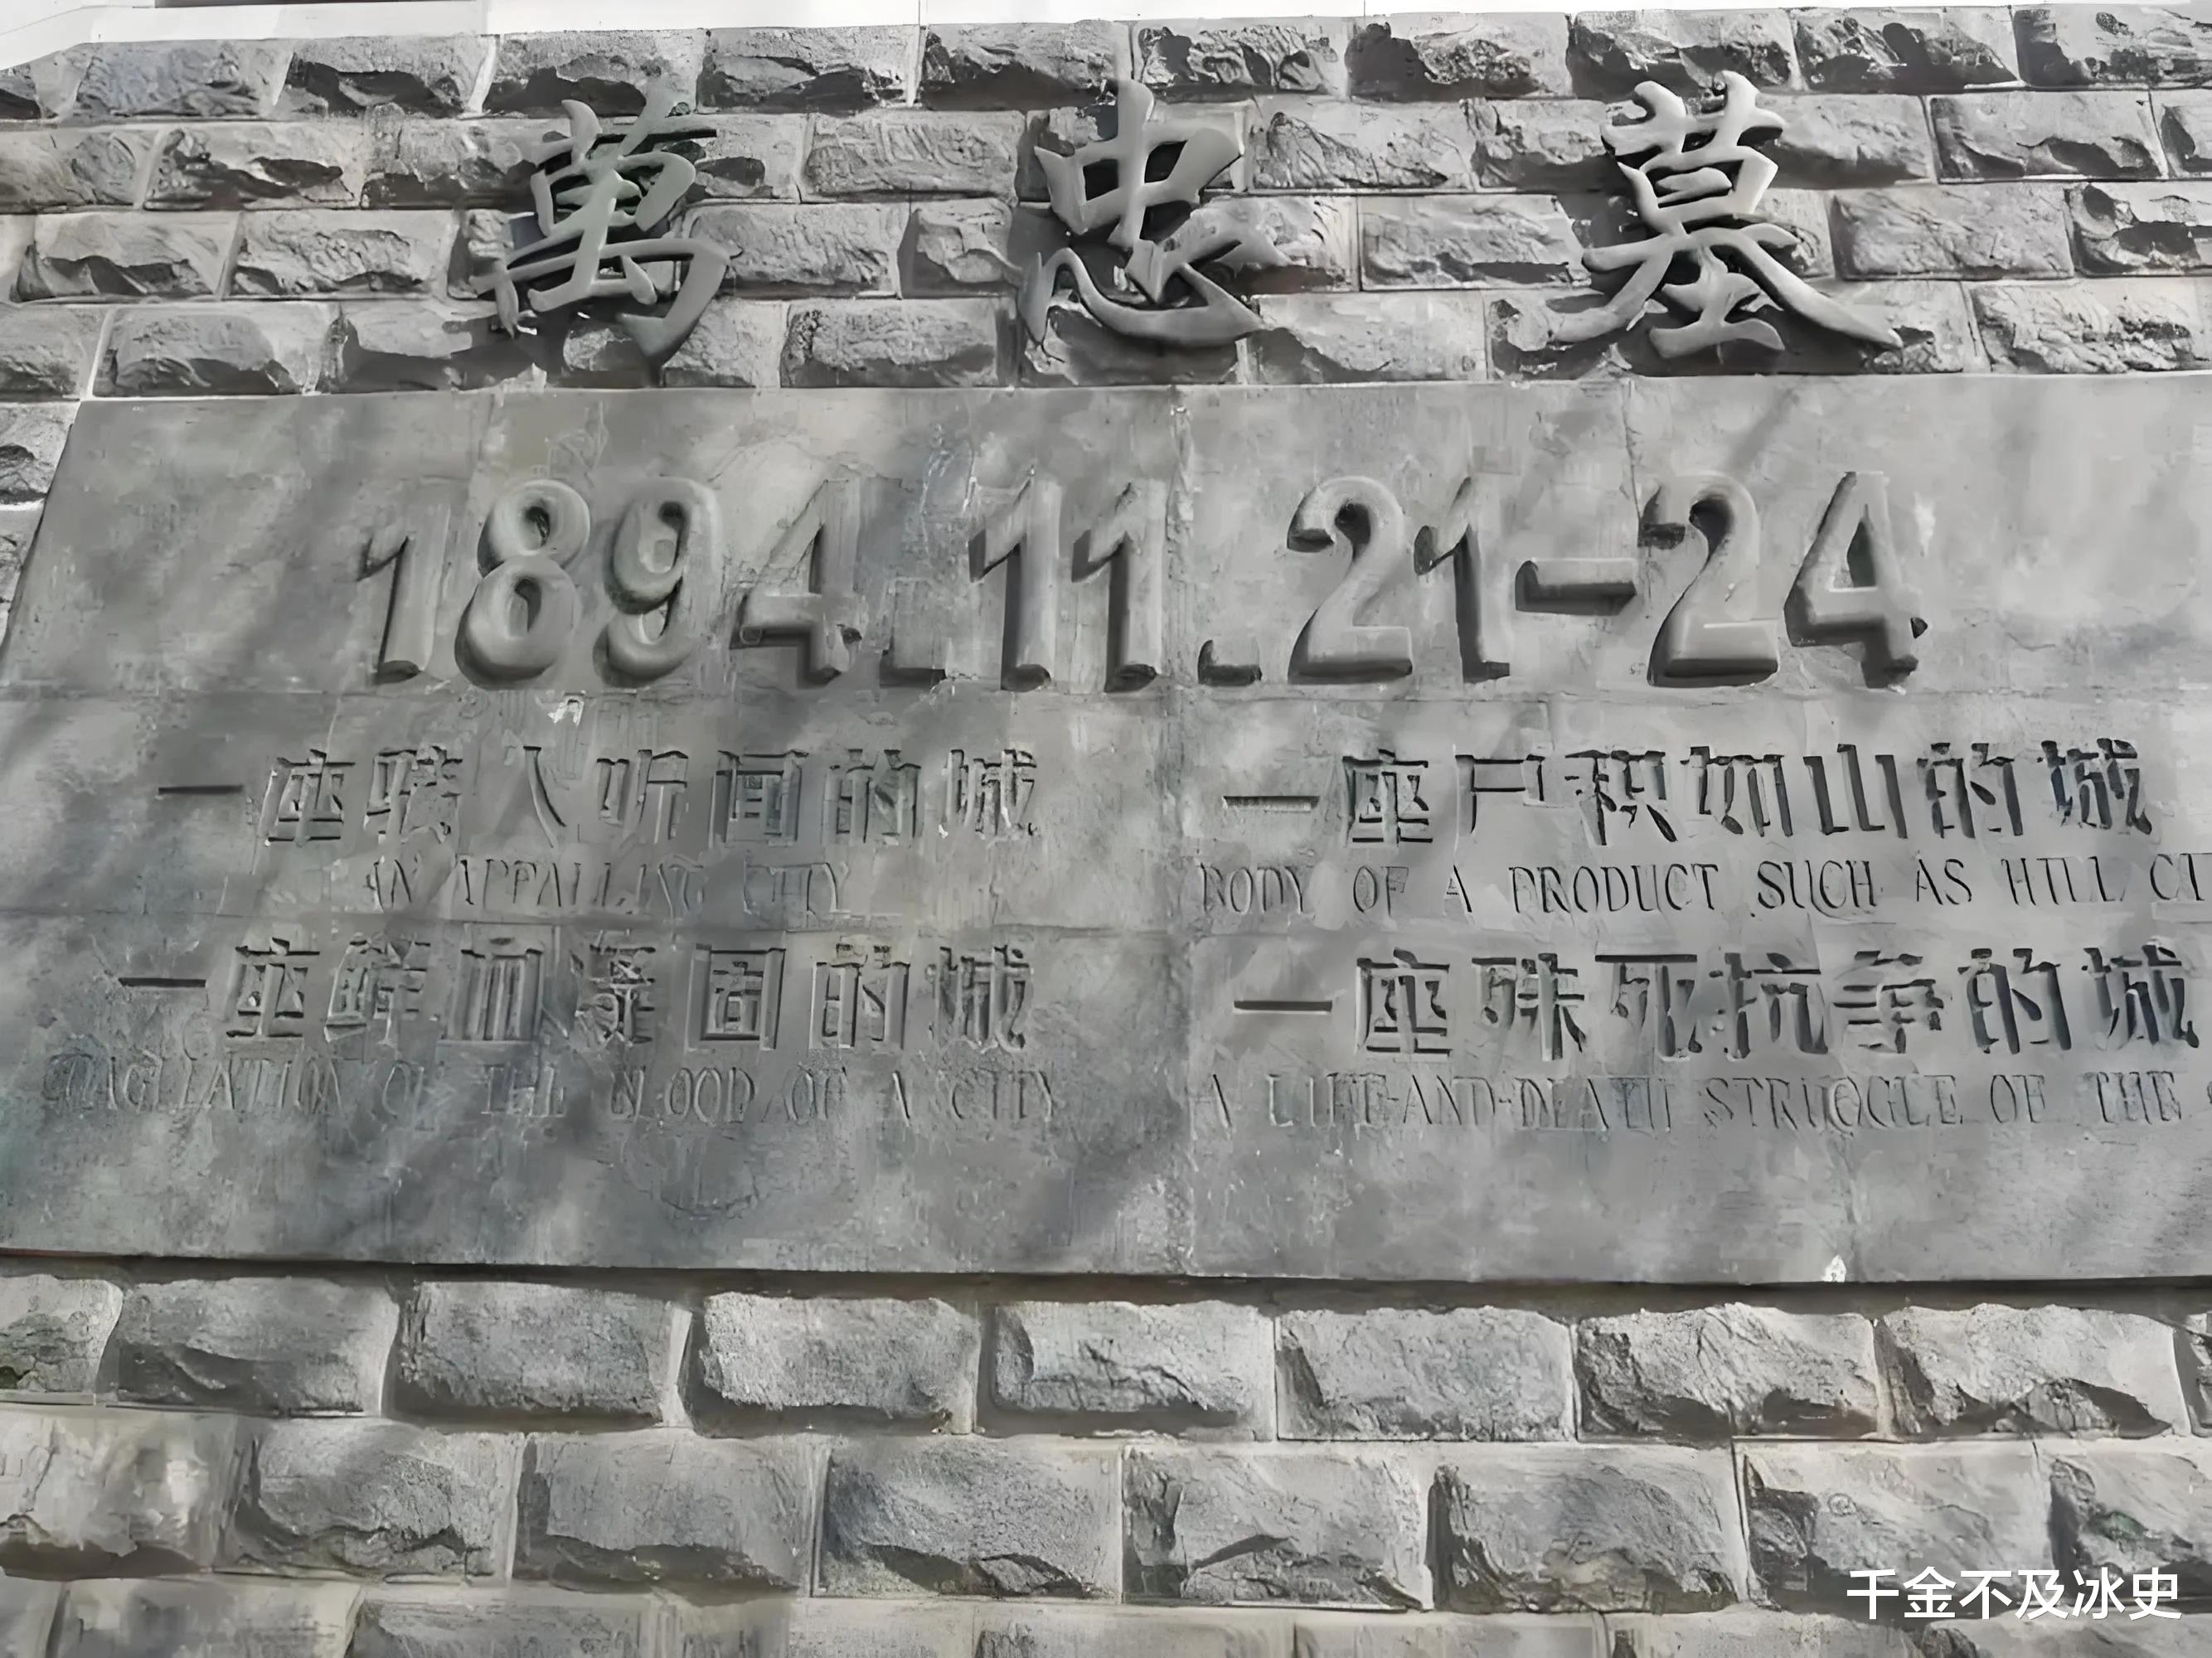 萬忠墓
1894.11.21-24
一座骇人听闻的城 一座尸积如山的城
AN APPALLING CITY BODY OF A PRODUCT SUCH AS HILL
一座鲜血凝固的城 一座殊死抗争的城
OF THE BLOOD OF A CITY A LIFE-AND-DEATH STRUGGLE OF THE
千金不及冰史